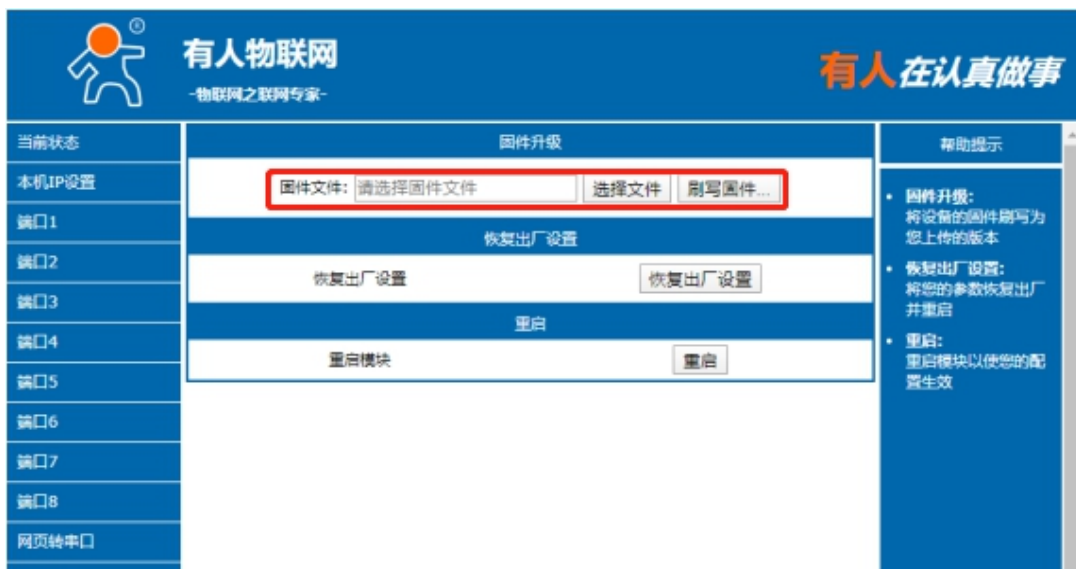 ®
有人物联网
-物联网之联网专家-
有人在认真做事
当前状态
本机IP设置
端口1
端口2
端口3
端口4
端口5
端口6
端口7
端口8
网页转串口
固件升级
固件文件: 请选择固件文件 选择文件 刷写固件...
恢复出厂设置
恢复出厂设置 恢复出厂设置
重启
重启模块 重启
帮助提示
• 固件升级:
将设备的固件刷写为
您上传的版本
• 恢复出厂设置:
将您的参数恢复出厂
并重启
• 重启:
重启模块以使您的配
置生效